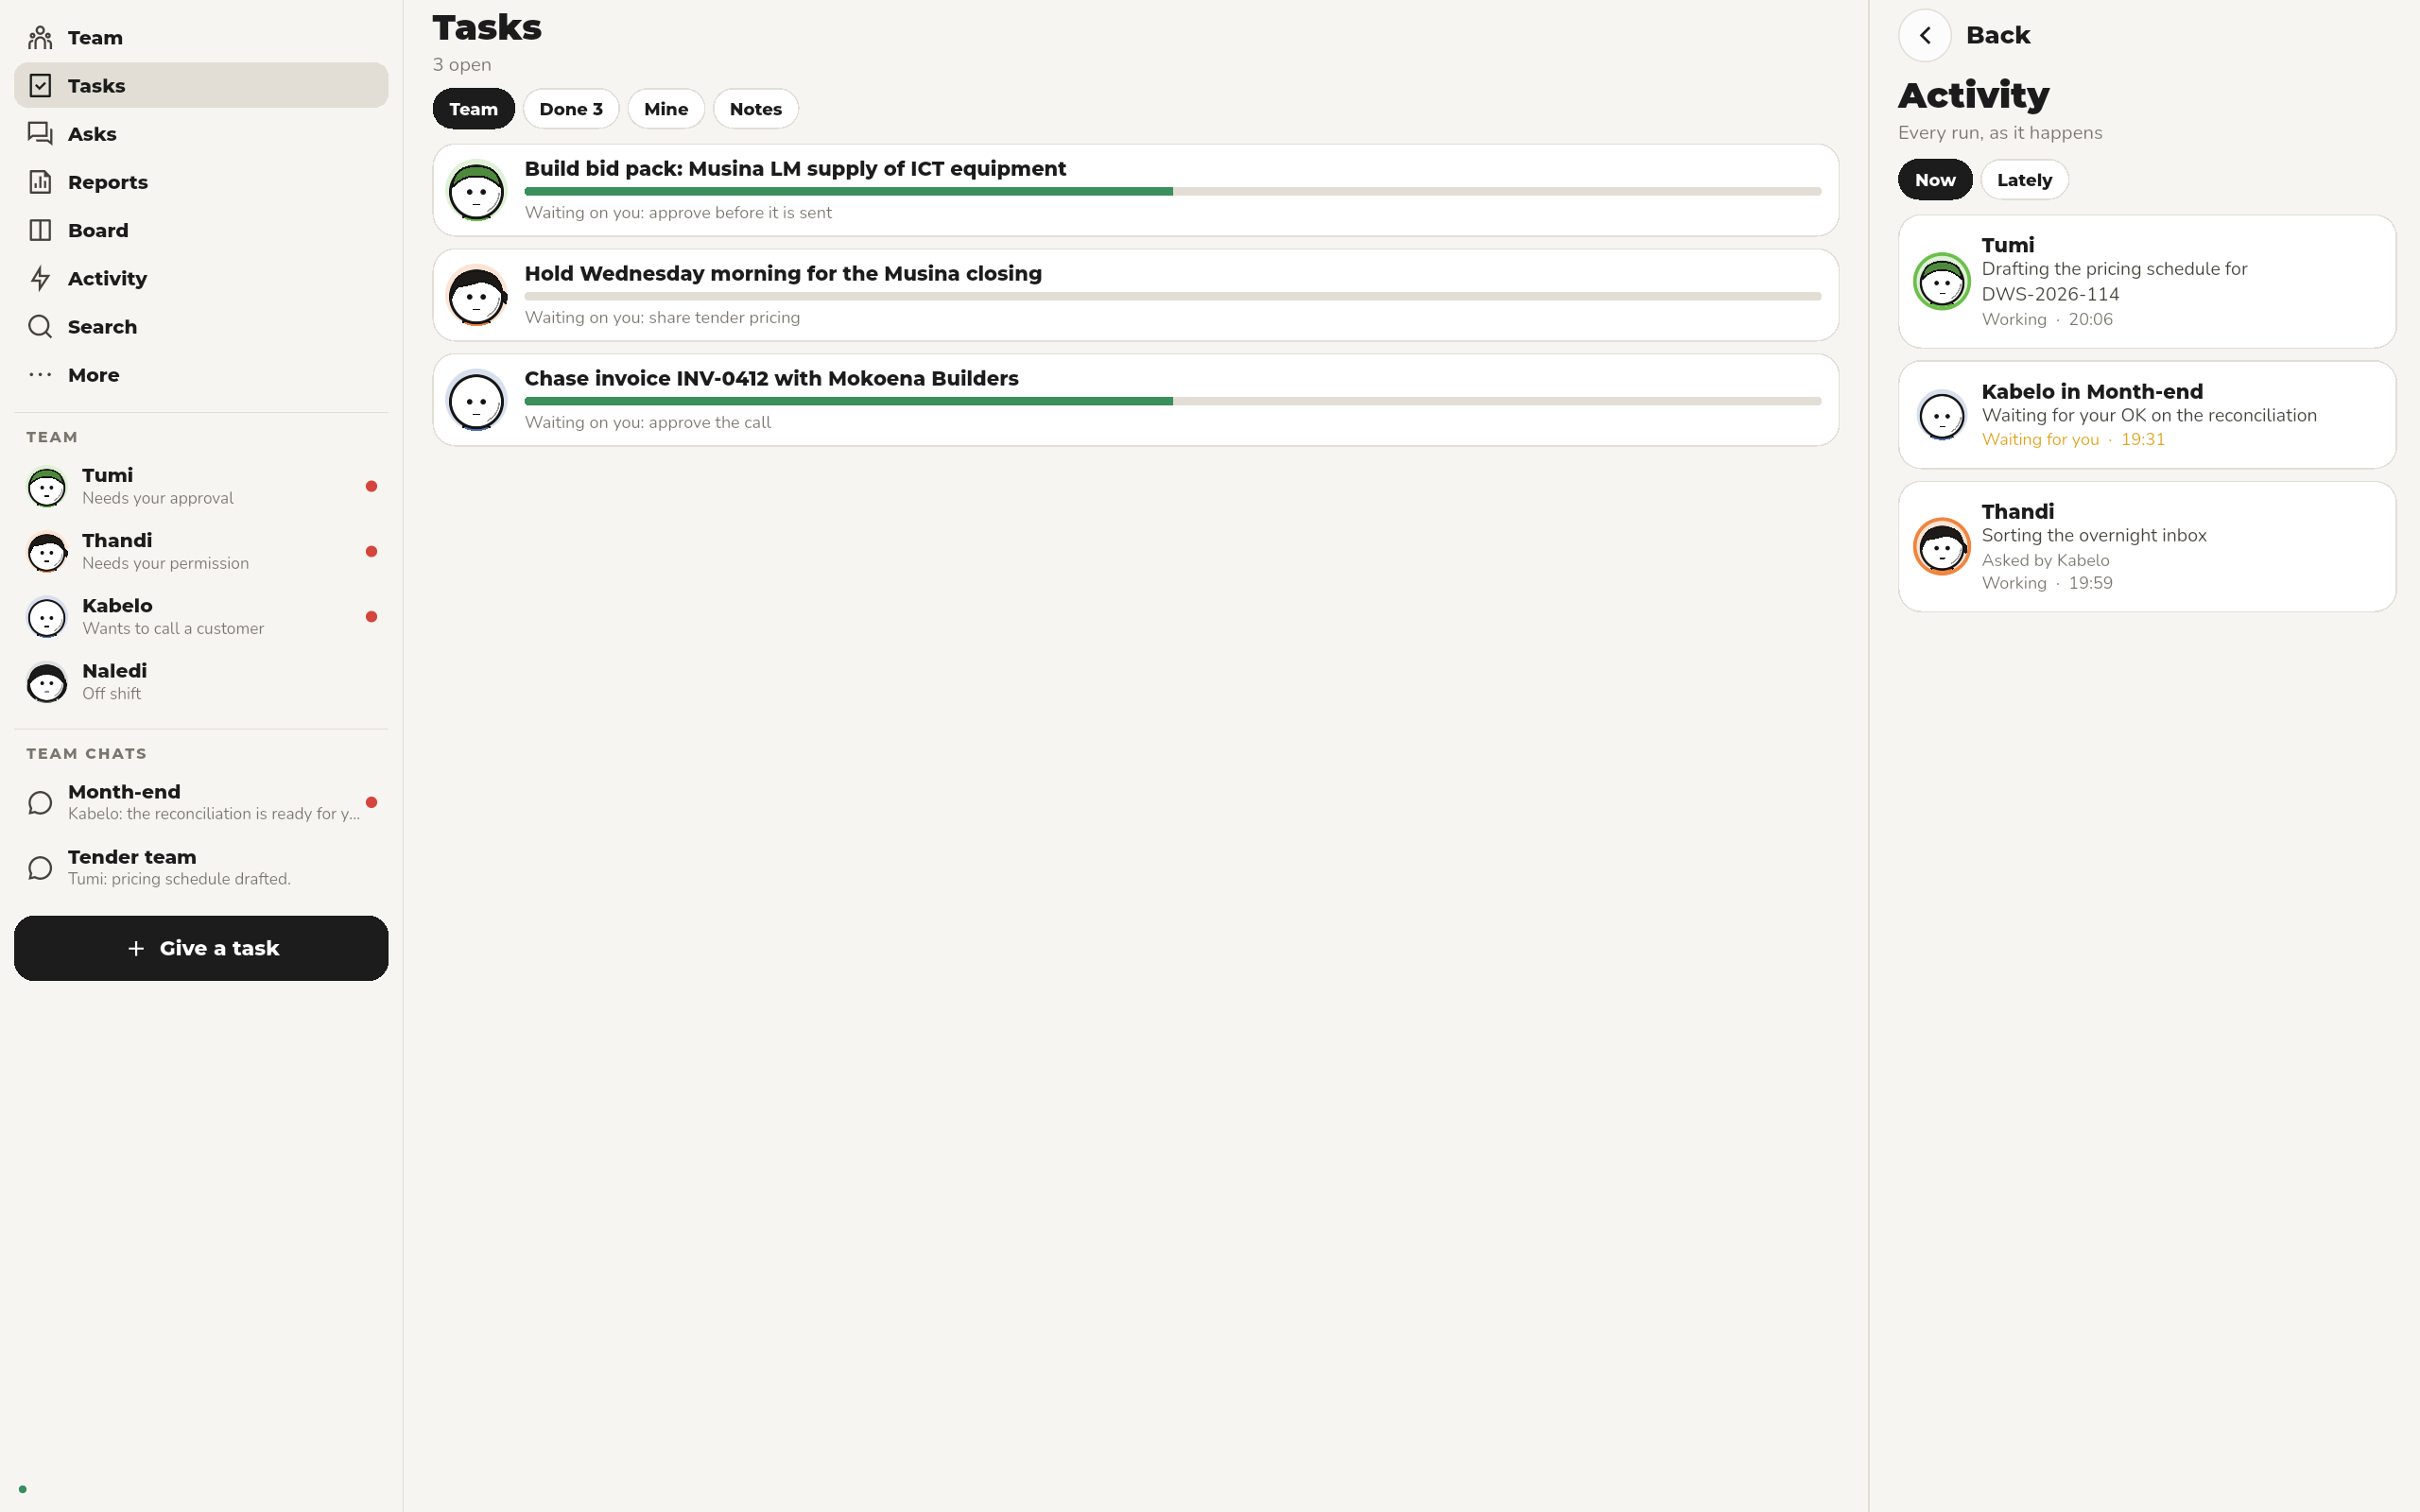 Team
Tasks
Asks
Reports
Board
Activity
Search
More
TEAM
Tumi
Needs your approval
Thandi
Needs your permission
Kabelo
Wants to call a customer
Naledi
Off shift
TEAM CHATS
Month-end
Kabelo: the reconciliation is ready for y...
Tender team
Tumi: pricing schedule drafted.
+ Give a task
Tasks
3 open
Team
Done 3
Mine
Notes
Build bid pack: Musina LM supply of ICT equipment
Waiting on you: approve before it is sent
Hold Wednesday morning for the Musina closing
Waiting on you: share tender pricing
Chase invoice INV-0412 with Mokoena Builders
Waiting on you: approve the call
Back
Activity
Every run, as it happens
Now
Lately
Tumi
Drafting the pricing schedule for
DWS-2026-114
Working · 20:06
Kabelo in Month-end
Waiting for your OK on the reconciliation
Waiting for you · 19:31
Thandi
Sorting the overnight inbox
Asked by Kabelo
Working · 19:59